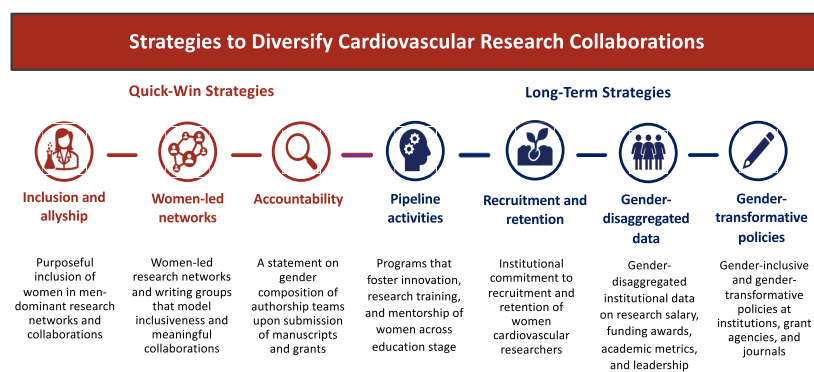 Strategies to Diversify Cardiovascular Research Collaborations
Quick-Win Strategies
Long-Term Strategies
Inclusion and
allyship
Women-led
networks
Accountability
Pipeline
activities
Recruitment and
retention
Gender-
disaggregated
data
Gender-
transformative
policies
Purposeful
inclusion of
women in men-
dominant research
networks and
collaborations
Women-led
research networks
and writing groups
that model
inclusiveness and
meaningful
collaborations
A statement on
gender
composition of
authorship teams
upon submission
of manuscripts
and grants
Programs that
foster innovation,
research training,
and mentorship of
women across
education stage
Institutional
commitment to
recruitment and
retention of
women
cardiovascular
researchers
Gender-
disaggregated
institutional data
on research salary,
funding awards,
academic metrics,
and leadership
Gender-inclusive
and gender-
transformative
policies at
institutions, grant
agencies, and
journals